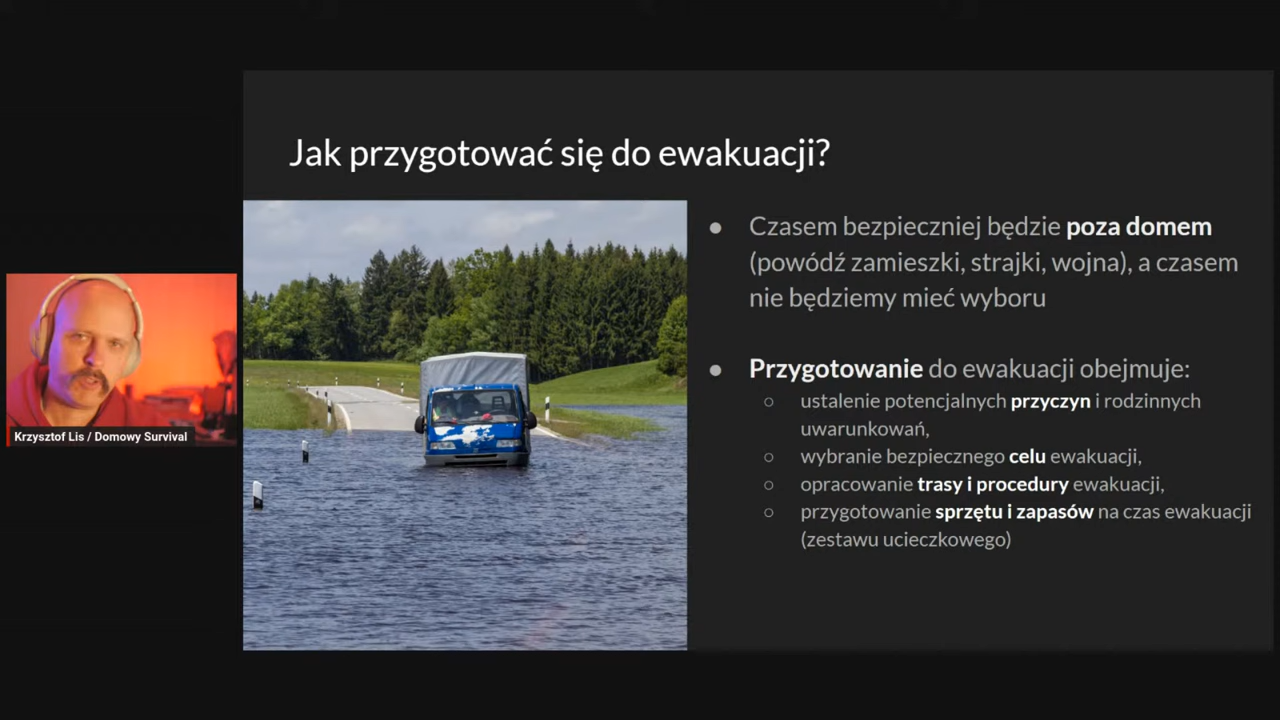 Jak przygotować się do ewakuacji?
● Czasem bezpieczniej będzie poza domem
(powódź zamieszki, strajki, wojna), a czasem
nie będziemy mieć wyboru
● Przygotowanie do ewakuacji obejmuje:
○ ustalenie potencjalnych przyczyn i rodzinnych
uwarunkowań,
○ wybranie bezpiecznego celu ewakuacji,
○ opracowanie trasy i procedury ewakuacji,
○ przygotowanie sprzętu i zapasów na czas ewakuacji
(zestawu ucieczkowego)
Krzysztof Lis / Domowy Survival